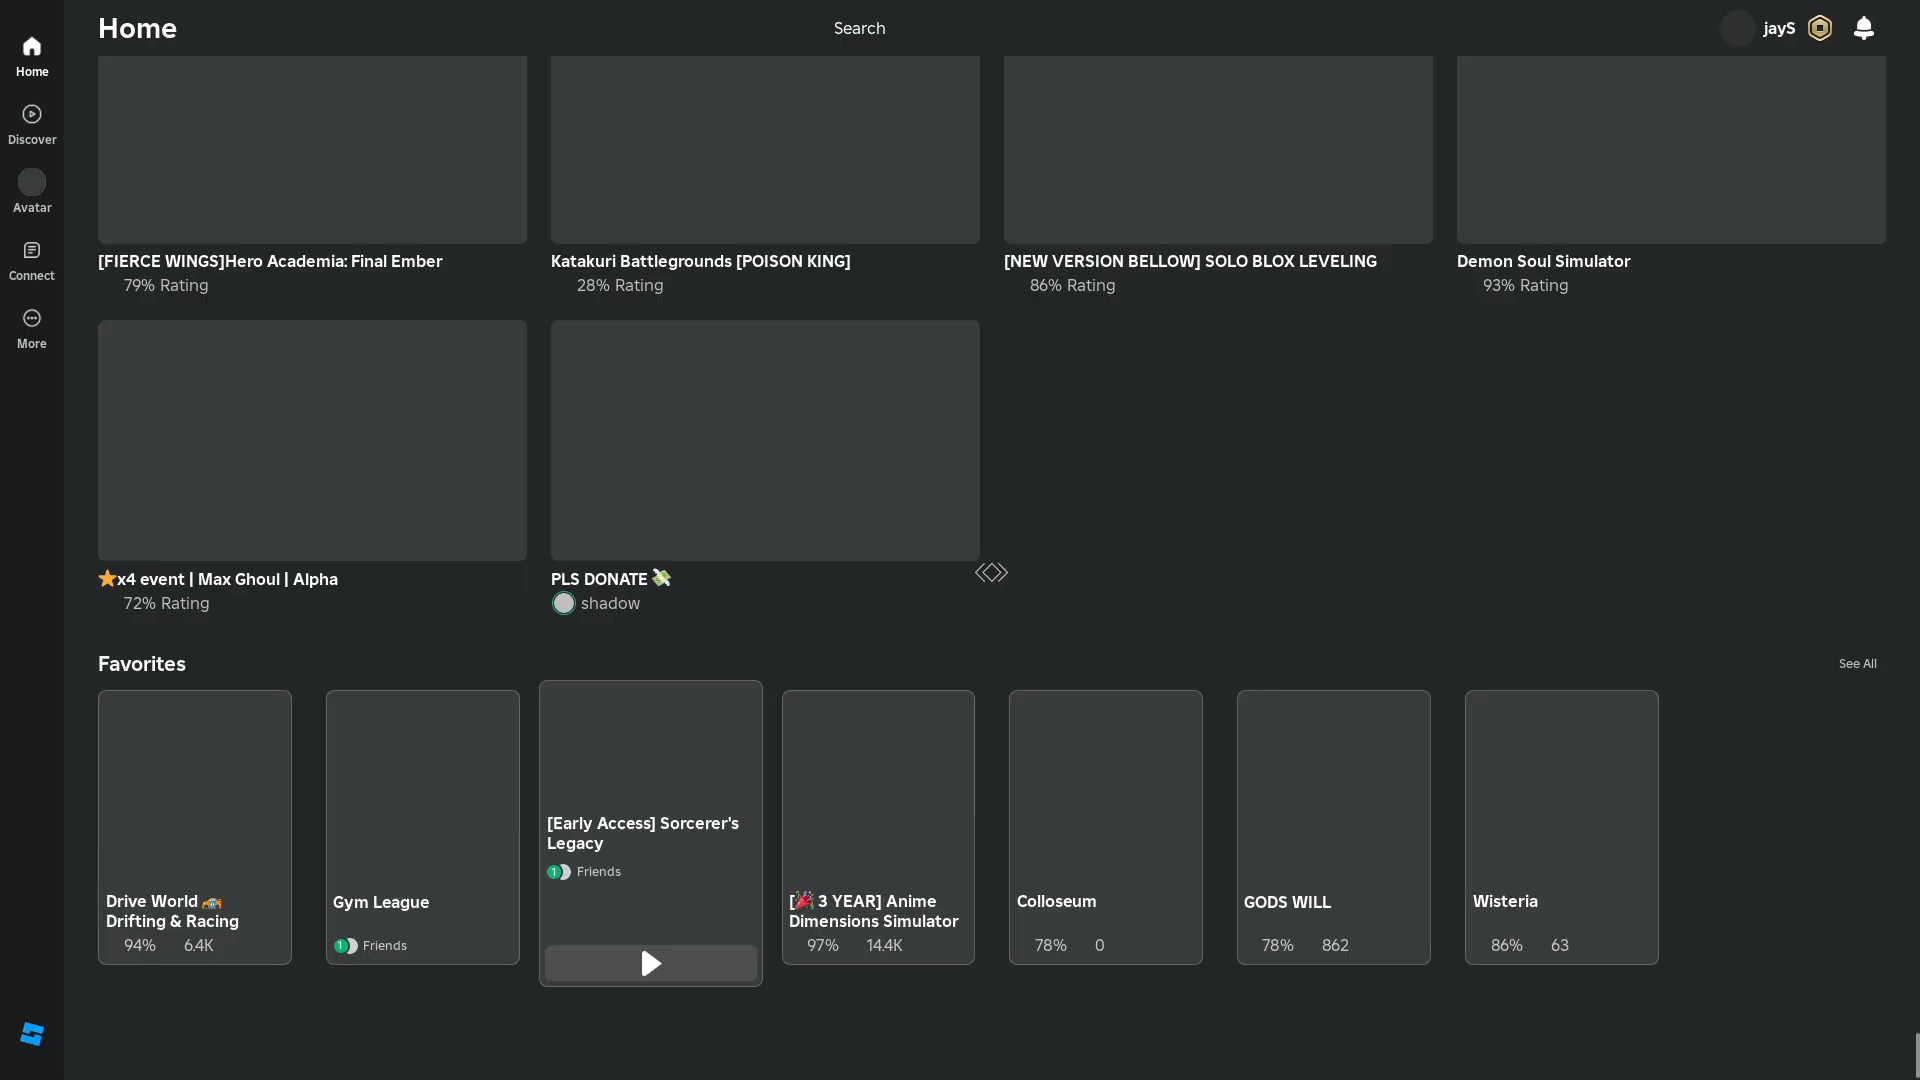 Home
Search
jayS
Home
Discover
Avatar
Connect
More
[FIERCE WINGS]Hero Academia: Final Ember
79% Rating
Katakuri Battlegrounds [POISON KING]
28% Rating
[NEW VERSION BELLOW] SOLO BLOX LEVELING
86% Rating
Demon Soul Simulator
93% Rating
⭐x4 event | Max Ghoul | Alpha
72% Rating
PLS DONATE 💸
shadow
Favorites
See All
Drive World 🚗
Drifting & Racing
94% 6.4K
Gym League
1 Friends
[Early Access] Sorcerer's
Legacy
1 Friends
[🎉 3 YEAR] Anime
Dimensions Simulator
97% 14.4K
Colloseum
78% 0
GODS WILL
78% 862
Wisteria
86% 63